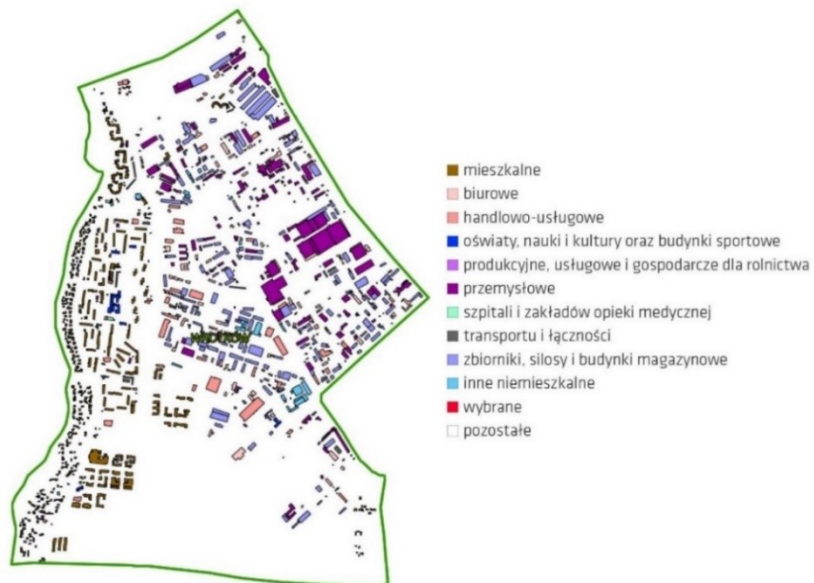 mieszkalne
biurowe
handlowo-usługowe
oświaty, nauki i kultury oraz budynki sportowe
produkcyjne, usługowe i gospodarcze dla rolnictwa
przemysłowe
szpitali i zakładów opieki medycznej
transportu i łączności
zbiorniki, silosy i budynki magazynowe
inne niemieszkalne
wybrane
pozostałe